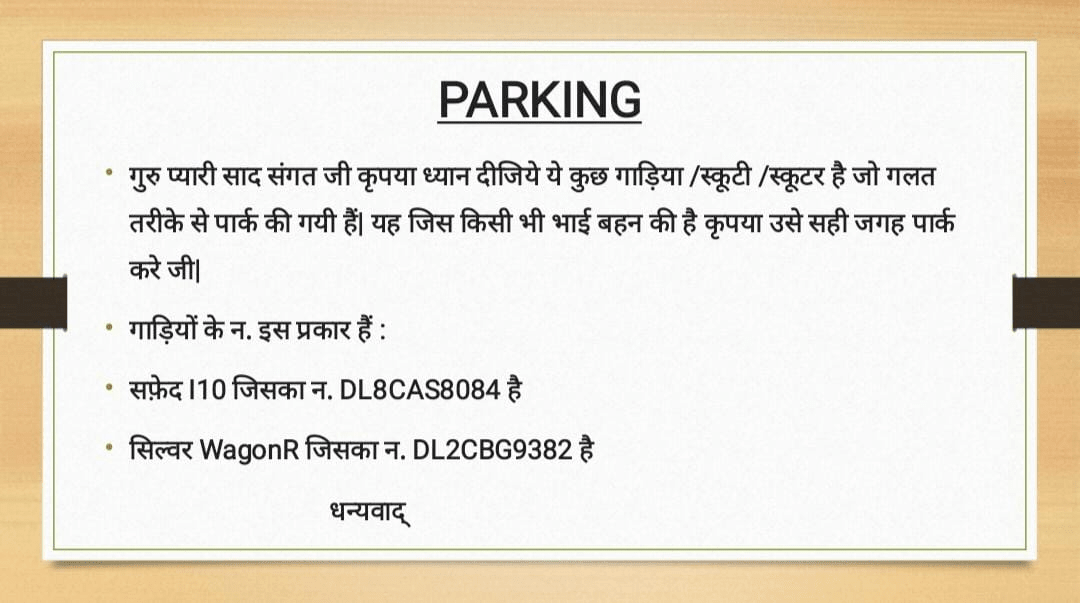 PARKING
• गुरु प्यारी साद संगत जी कृपया ध्यान दीजिये ये कुछ गाड़िया /स्कूटी /स्कूटर है जो गलत
तरीके से पार्क की गयी हैं| यह जिस किसी भी भाई बहन की है कृपया उसे सही जगह पार्क
करे जी|
• गाड़ियों के न. इस प्रकार हैं :
• सफ़ेद I10 जिसका न. DL8CAS8084 है
• सिल्वर WagonR जिसका न. DL2CBG9382 है
धन्यवाद्